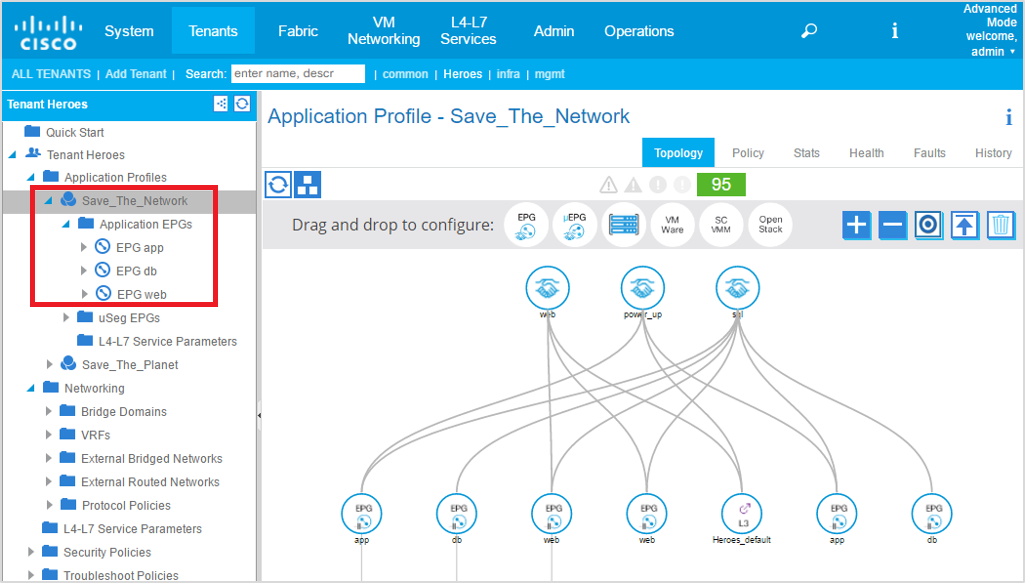 CISCO
System
Tenants
Fabric
VM
Networking
L4-L7
Services
Admin
Operations
Advanced
Mode
welcome,
admin
ALL TENANTS | Add Tenant | Search: enter name, descr | common | Heroes | infra | mgmt
Tenant Heroes
Quick Start
Tenant Heroes
Application Profiles
Save_The_Network
Application EPGs
EPG app
EPG db
EPG web
uSeg EPGs
L4-L7 Service Parameters
Save_The_Planet
Networking
Bridge Domains
VRFs
External Bridged Networks
External Routed Networks
Protocol Policies
L4-L7 Service Parameters
Security Policies
Troubleshoot Policies
Application Profile - Save_The_Network
i
Topology Policy Stats Health Faults History
95
Drag and drop to configure:
EPG
µEPG
VM
Ware
SC
VMM
Open
Stack
web
power_up
sql
EPG
app
EPG
db
EPG
web
EPG
web
L3
Heroes_default
EPG
app
EPG
db